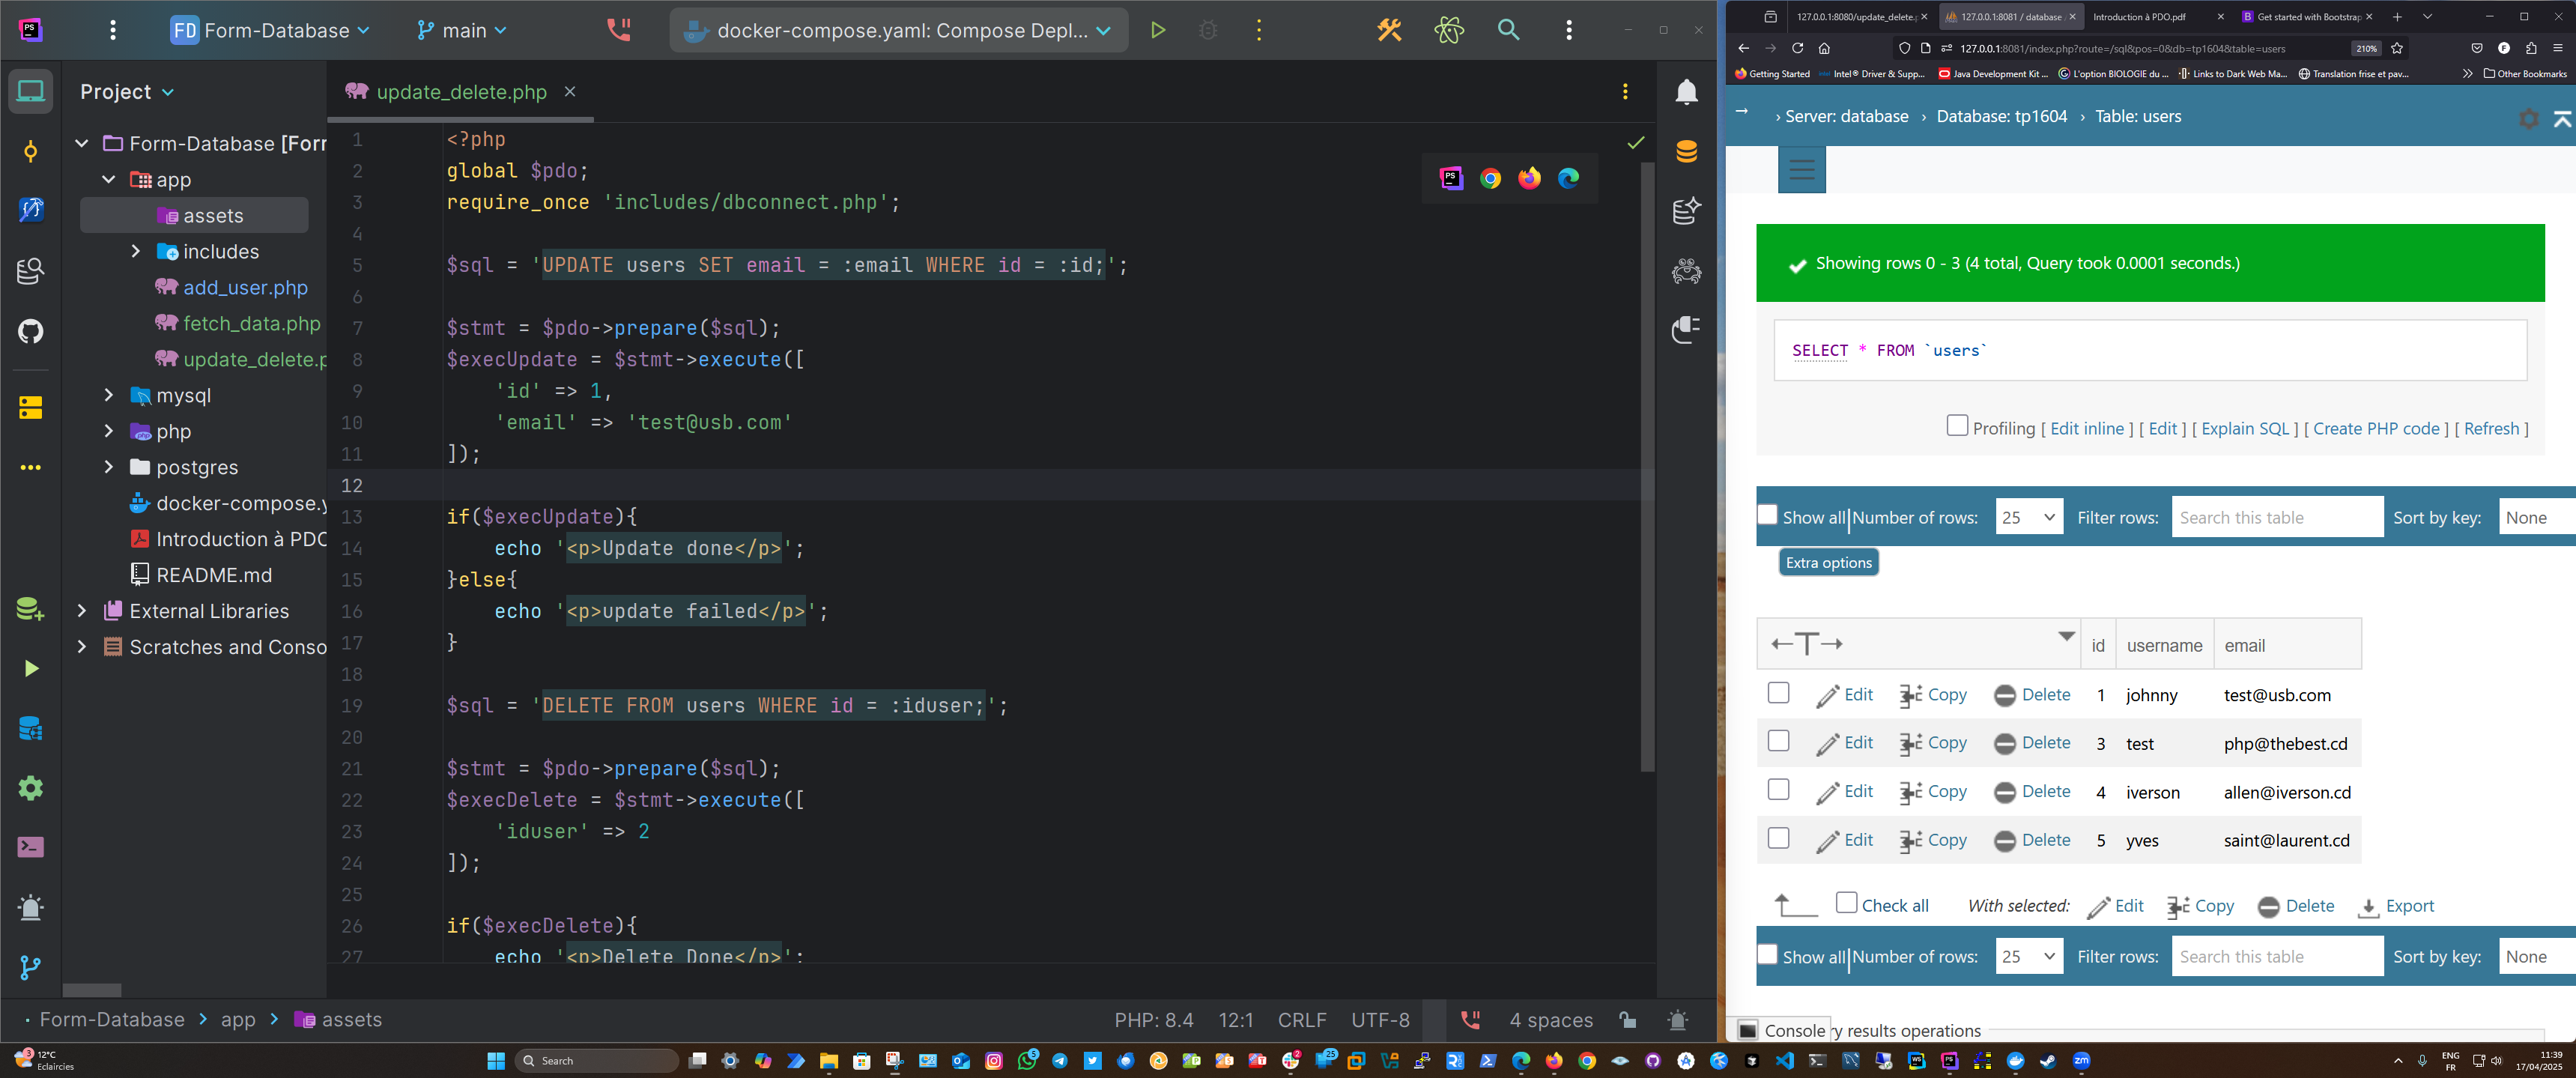 FD Form-Database
main
docker-compose.yaml: Compose Depl...
Project
update_delete.php
Form-Database [Forr
app
assets
includes
add_user.php
fetch_data.php
update_delete.p
mysql
php
postgres
docker-compose.y
Introduction à PDO
README.md
External Libraries
Scratches and Conso
1 <?php
2 global $pdo;
3 require_once 'includes/dbconnect.php';
4
5 $sql = 'UPDATE users SET email = :email WHERE id = :id;';
6
7 $stmt = $pdo->prepare($sql);
8 $execUpdate = $stmt->execute([
9 'id' => 1,
10 'email' => 'test@usb.com'
11 ]);
12
13 if($execUpdate){
14 echo '<p>Update done</p>';
15 }else{
16 echo '<p>update failed</p>';
17 }
18
19 $sql = 'DELETE FROM users WHERE id = :iduser;';
20
21 $stmt = $pdo->prepare($sql);
22 $execDelete = $stmt->execute([
23 'iduser' => 2
24 ]);
25
26 if($execDelete){
27 echo '<p>Delete Done</p>';
Form-Database > app > assets
PHP: 8.4 12:1 CRLF UTF-8 4 spaces
127.0.0.1:8080/update_delete.p
127.0.0.1:8081 / database
Introduction à PDO.pdf
Get started with Bootstrap
127.0.0.1:8081/index.php?route=/sql&pos=0&db=tp1604&table=users
210%
Getting Started
Intel® Driver & Supp...
Java Development Kit ...
L'option BIOLOGIE du ...
Links to Dark Web Ma...
Translation frise et pav...
Other Bookmarks
Server: database › Database: tp1604 › Table: users
Showing rows 0 - 3 (4 total, Query took 0.0001 seconds.)
SELECT * FROM `users`
Profiling [ Edit inline ] [ Edit ] [ Explain SQL ] [ Create PHP code ] [ Refresh ]
Show all Number of rows: 25 Filter rows: Search this table Sort by key: None
Extra options
id username email
Edit Copy Delete 1 johnny test@usb.com
Edit Copy Delete 3 test php@thebest.cd
Edit Copy Delete 4 iverson allen@iverson.cd
Edit Copy Delete 5 yves saint@laurent.cd
Check all With selected: Edit Copy Delete Export
Show all Number of rows: 25 Filter rows: Search this table Sort by key: None
Console
ry results operations
3
12°C
Eclaircies
Search
5
2
25
ENG
FR
11:39
17/04/2025